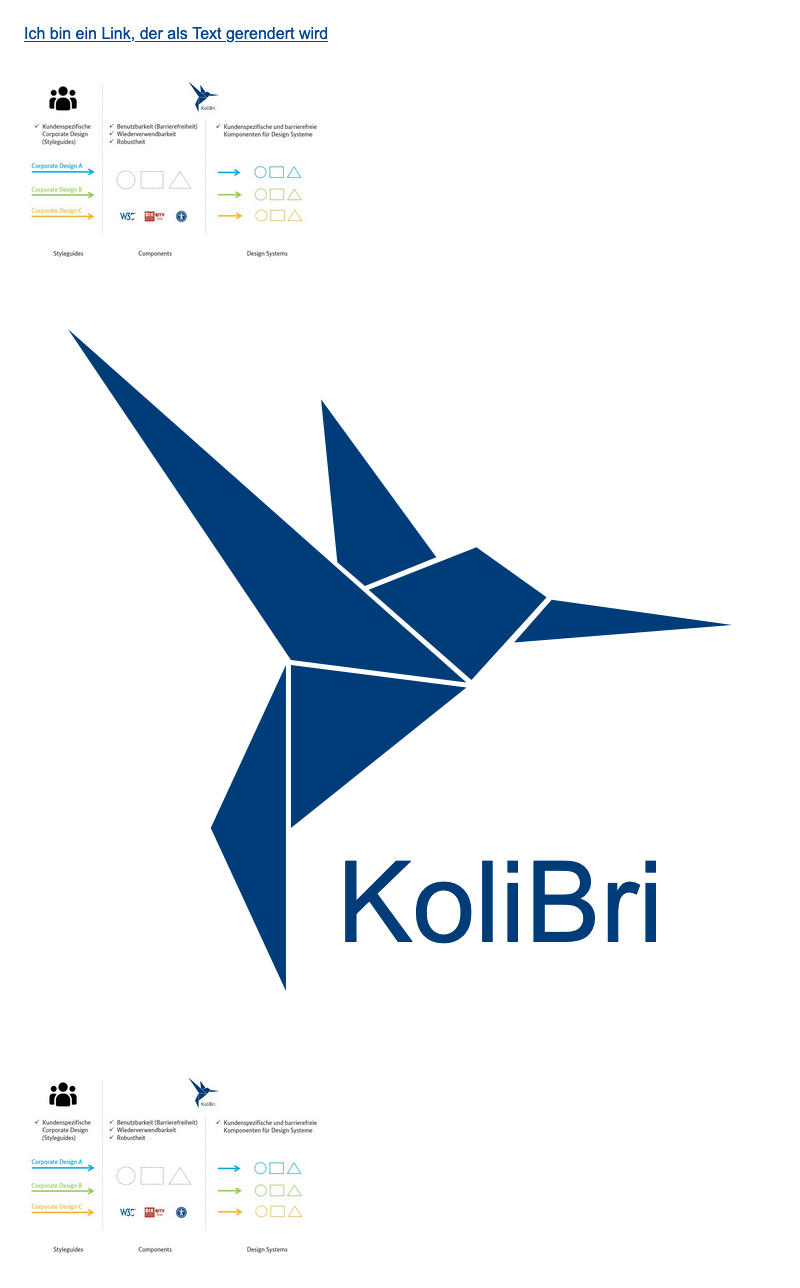 Ich bin ein Link, der als Text gerendert wird
KoliBri
✓ Kundenspezifische
Corporate Design
(Styleguides)
✓ Benutzbarkeit (Barrierefreiheit)
✓ Wiederverwendbarkeit
✓ Robustheit
✓ Kundenspezifische und barrierefreie
Komponenten für Design Systeme
Corporate Design A
Corporate Design B
Corporate Design C
W3C
BIK BITV
Test
Styleguides
Components
Design Systems
KoliBri
KoliBri
✓ Kundenspezifische
Corporate Design
(Styleguides)
✓ Benutzbarkeit (Barrierefreiheit)
✓ Wiederverwendbarkeit
✓ Robustheit
✓ Kundenspezifische und barrierefreie
Komponenten für Design Systeme
Corporate Design A
Corporate Design B
Corporate Design C
W3C
BIK BITV
Test
Styleguides
Components
Design Systems